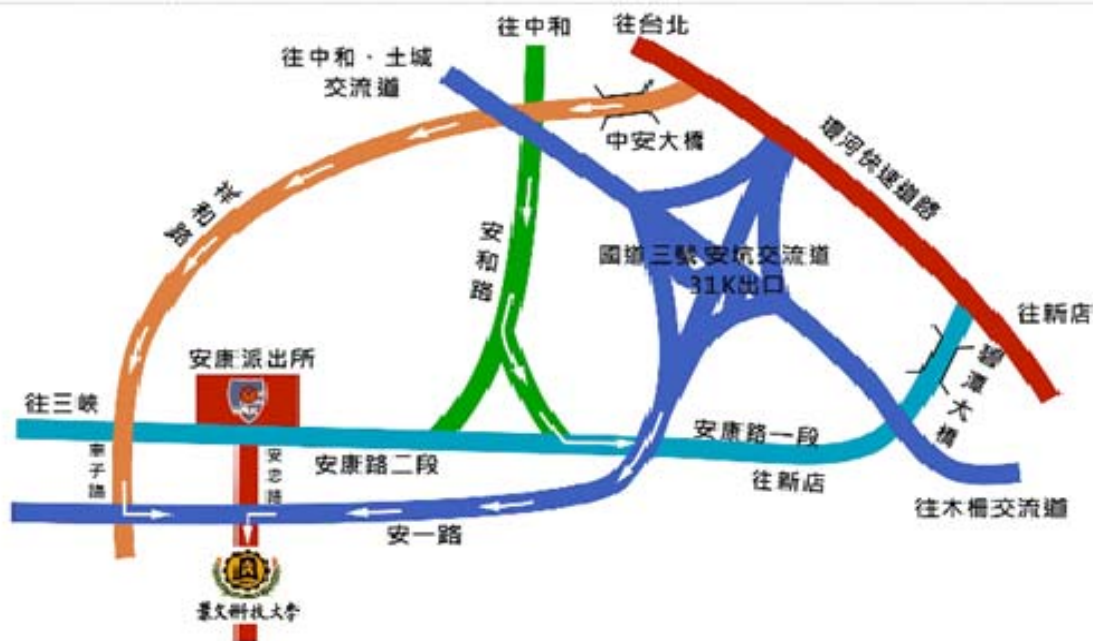 往中和
往台北
往中和、土城
交流道
中安大橋
環河快速道路
安和路
國道三號 安坑交流道
31K出口
往新店
碧潭大橋
安康派出所
往三峽
安康路一段
安康路二段
安忠路
車子路
往新店
往木柵交流道
安一路
景文科技大学